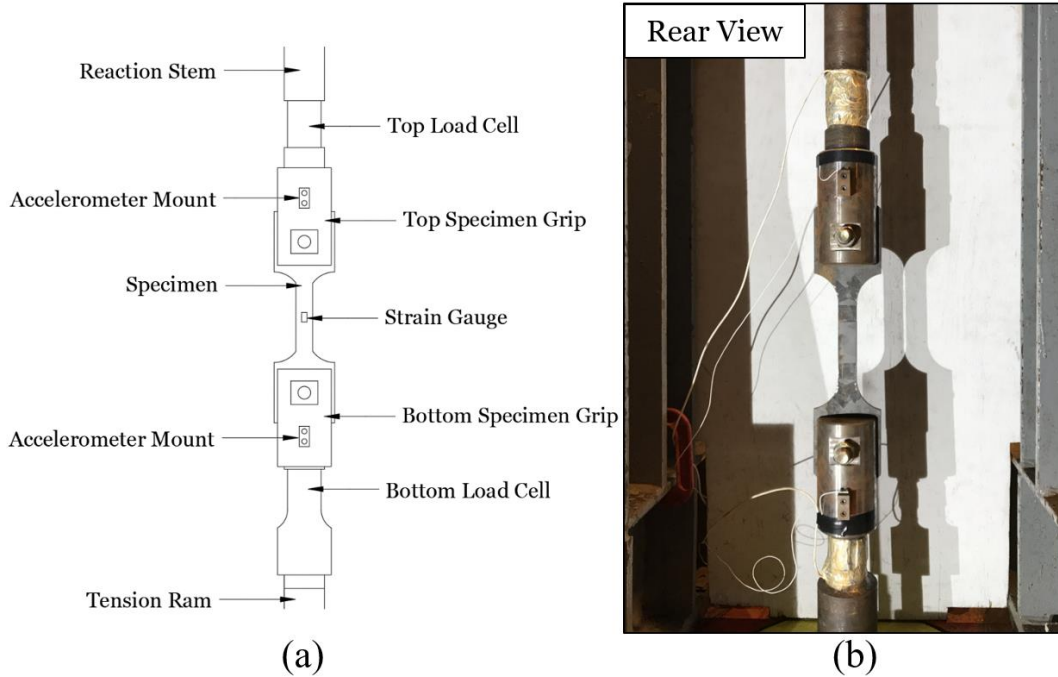 Rear View
Reaction Stem
Top Load Cell
Accelerometer Mount
Top Specimen Grip
Specimen
Strain Gauge
Bottom Specimen Grip
Accelerometer Mount
Bottom Load Cell
Tension Ram
(a)
(b)